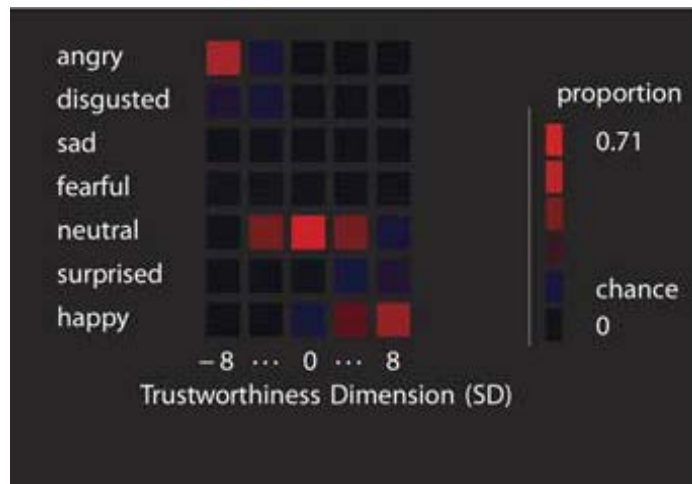 angry
disgusted
sad
fearful
neutral
surprised
happy
−8 ··· 0 ··· 8
Trustworthiness Dimension (SD)
proportion
0.71
chance
0